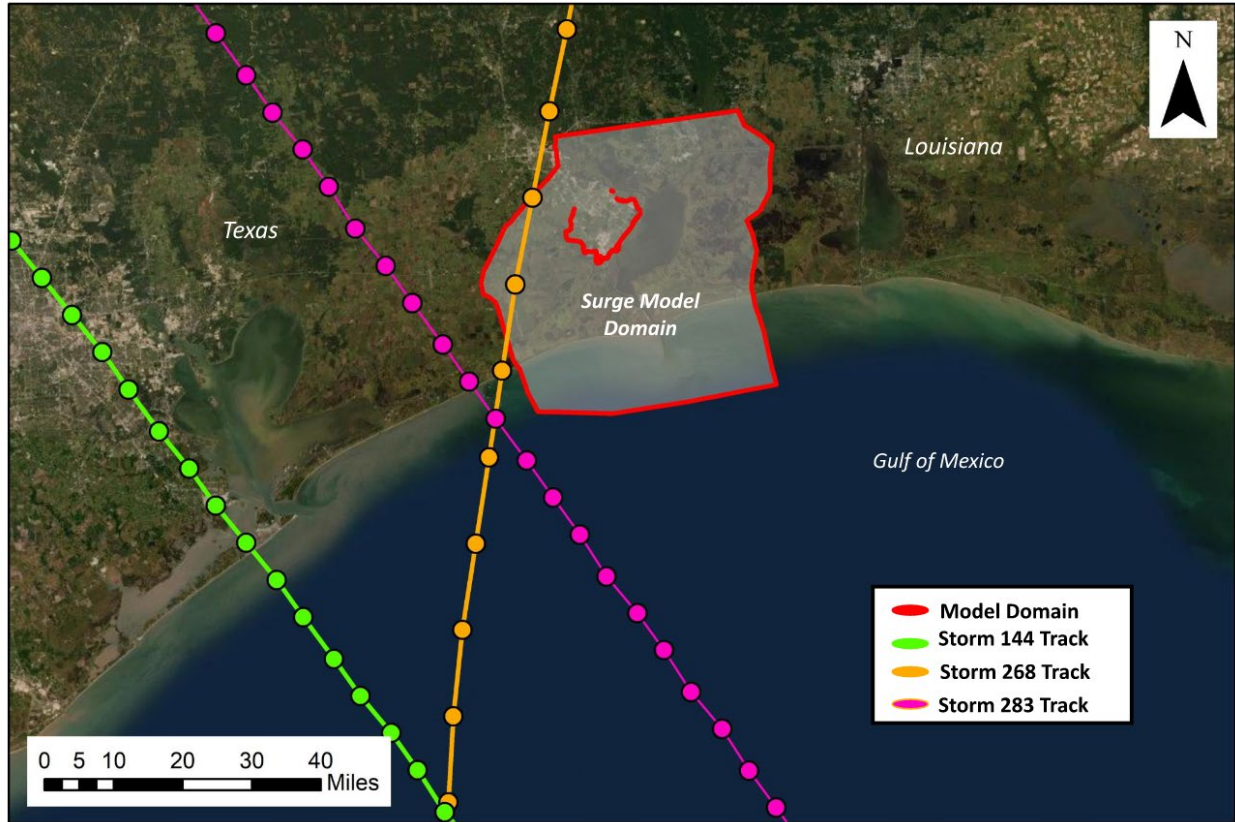 N
Louisiana
Texas
Surge Model
Domain
Gulf of Mexico
Model Domain
Storm 144 Track
Storm 268 Track
Storm 283 Track
0 5 10 20 30 40
Miles